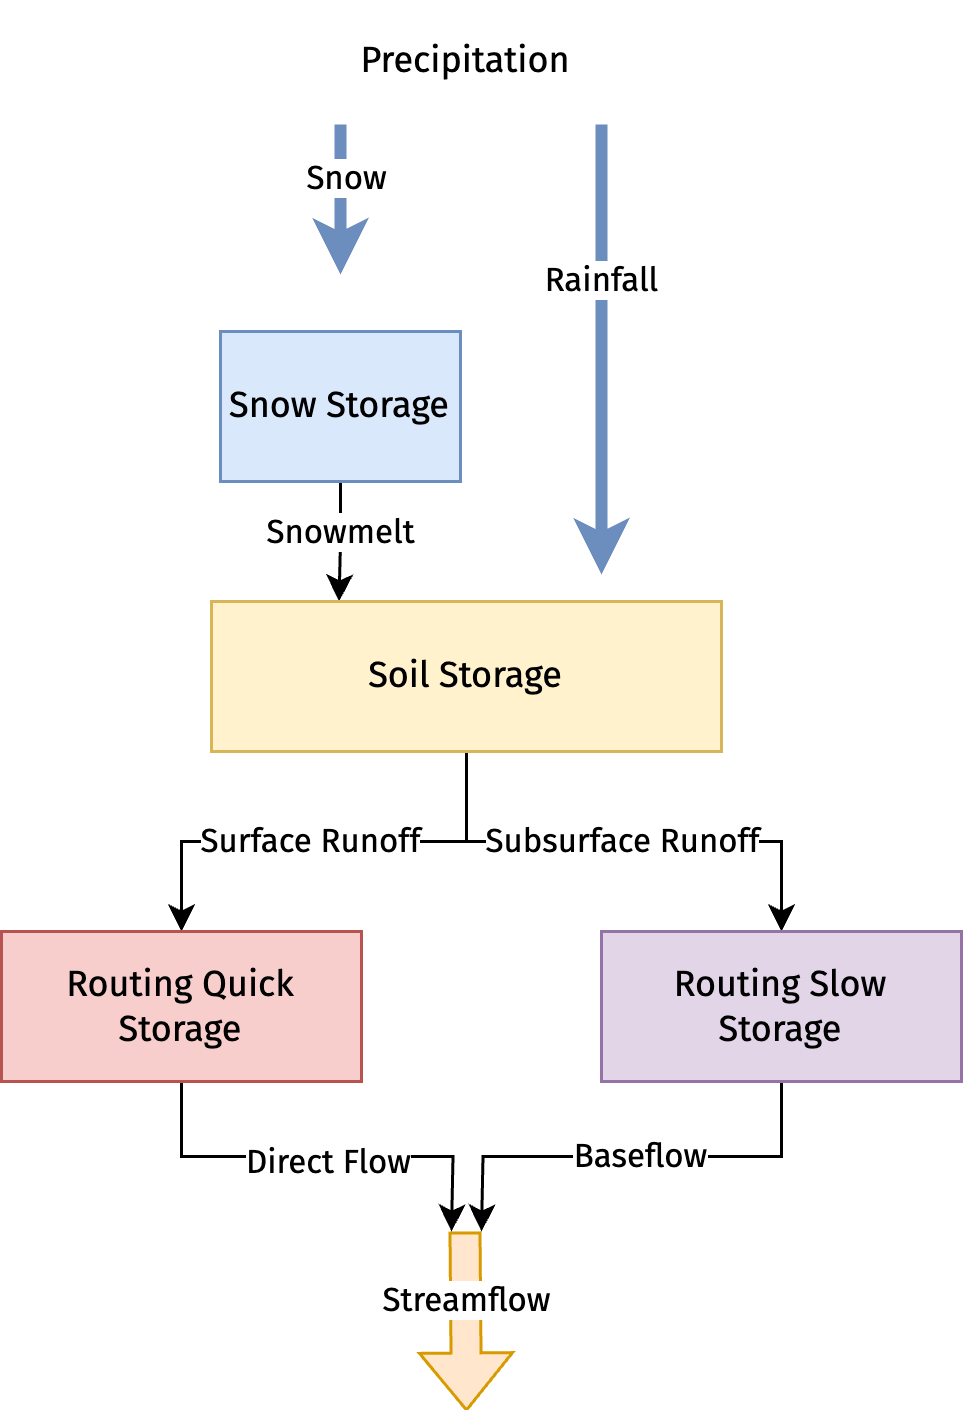 Precipitation
Snow
Rainfall
Snow Storage
Snowmelt
Soil Storage
Surface Runoff
Subsurface Runoff
Routing Quick
Storage
Routing Slow
Storage
Direct Flow
Baseflow
Streamflow